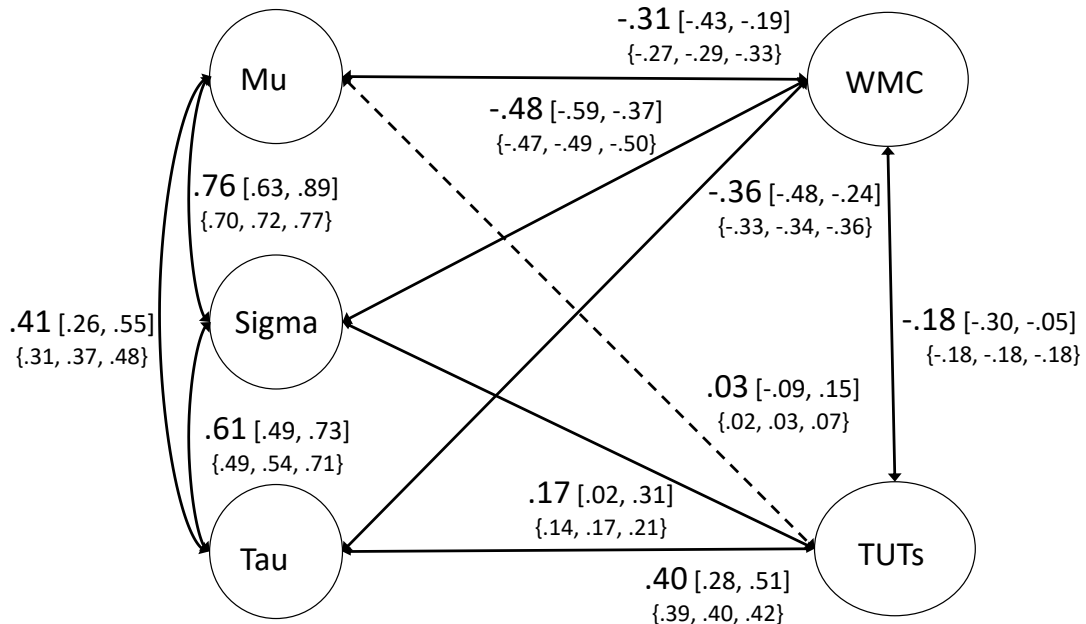 -.31 [-.43, -.19]
{-.27, -.29, -.33}
Mu
WMC
-.48 [-.59, -.37]
{-.47, -.49 , -.50}
.76 [.63, .89]
{.70, .72, .77}
-.36 [-.48, -.24]
{-.33, -.34, -.36}
.41 [.26, .55]
{.31, .37, .48}
Sigma
-.18 [-.30, -.05]
{-.18, -.18, -.18}
.03 [-.09, .15]
{.02, .03, .07}
.61 [.49, .73]
{.49, .54, .71}
.17 [.02, .31]
{.14, .17, .21}
Tau
TUTs
.40 [.28, .51]
{.39, .40, .42}